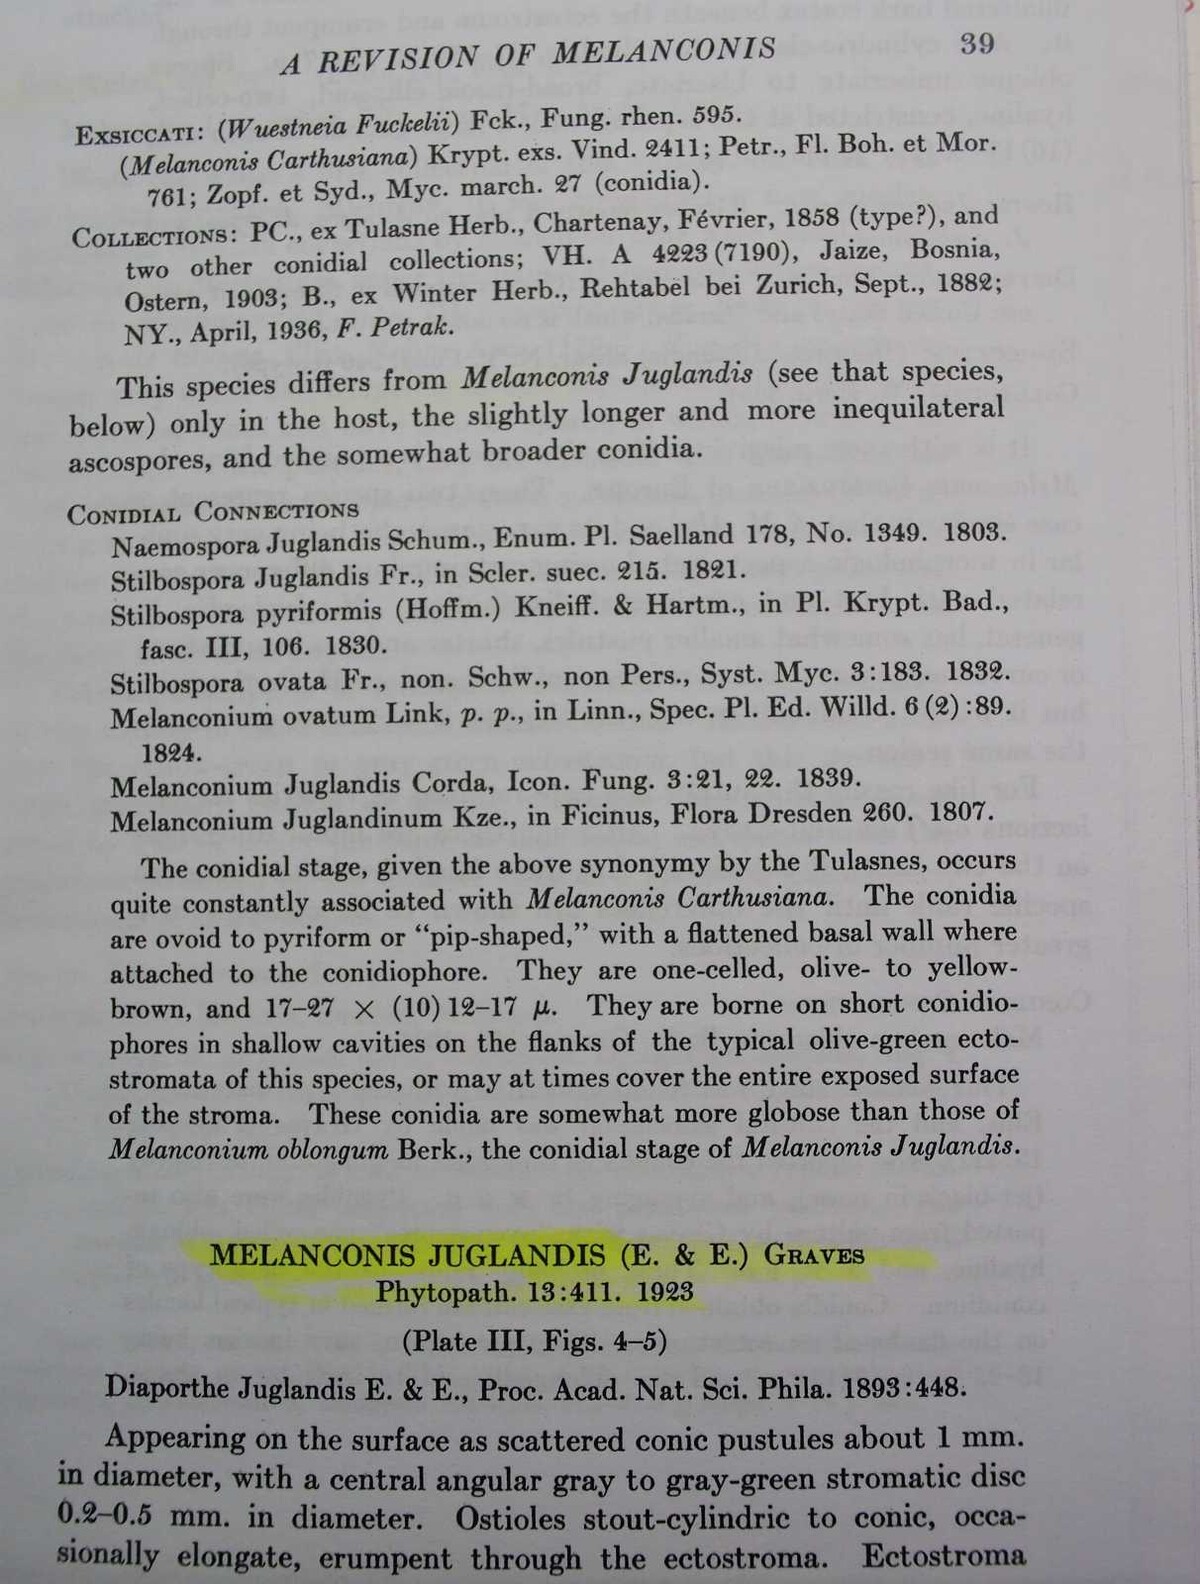 A REVISION OF MELANCONIS 39
EXSICCATI: (Wuestneia Fuckelii) Fck., Fung. rhen. 595.
(Melanconis Carthusiana) Krypt. exs. Vind. 2411; Petr., Fl. Boh. et Mor.
761; Zopf. et Syd., Myc. march. 27 (conidia).
COLLECTIONS: PC., ex Tulasne Herb., Chartenay, Février, 1858 (type?), and
two other conidial collections; VH. A 4223 (7190), Jaize, Bosnia,
Ostern, 1903; B., ex Winter Herb., Rehtabel bei Zurich, Sept., 1882;
NY., April, 1936, F. Petrak.
This species differs from Melanconis Juglandis (see that species,
below) only in the host, the slightly longer and more inequilateral
ascospores, and the somewhat broader conidia.
CONIDIAL CONNECTIONS
Naemospora Juglandis Schum., Enum. Pl. Saelland 178, No. 1349. 1803.
Stilbospora Juglandis Fr., in Scler. suec. 215. 1821.
Stilbospora pyriformis (Hoffm.) Kneiff. & Hartm., in Pl. Krypt. Bad.,
fasc. III, 106. 1830.
Stilbospora ovata Fr., non. Schw., non Pers., Syst. Myc. 3:183. 1832.
Melanconium ovatum Link, p. p., in Linn., Spec. Pl. Ed. Willd. 6 (2) :89.
1824.
Melanconium Juglandis Corda, Icon. Fung. 3:21, 22. 1839.
Melanconium Juglandinum Kze., in Ficinus, Flora Dresden 260. 1807.
The conidial stage, given the above synonymy by the Tulasnes, occurs
quite constantly associated with Melanconis Carthusiana. The conidia
are ovoid to pyriform or "pip-shaped," with a flattened basal wall where
attached to the conidiophore. They are one-celled, olive- to yellow-
brown, and 17–27 × (10) 12–17 μ. They are borne on short conidio-
phores in shallow cavities on the flanks of the typical olive-green ecto-
stromata of this species, or may at times cover the entire exposed surface
of the stroma. These conidia are somewhat more globose than those of
Melanconium oblongum Berk., the conidial stage of Melanconis Juglandis.
MELANCONIS JUGLANDIS (E. & E.) GRAVES
Phytopath. 13:411. 1923
(Plate III, Figs. 4–5)
Diaporthe Juglandis E. & E., Proc. Acad. Nat. Sci. Phila. 1893:448.
Appearing on the surface as scattered conic pustules about 1 mm.
in diameter, with a central angular gray to gray-green stromatic disc
0.2–0.5 mm. in diameter. Ostioles stout-cylindric to conic, occa-
sionally elongate, erumpent through the ectostroma. Ectostroma